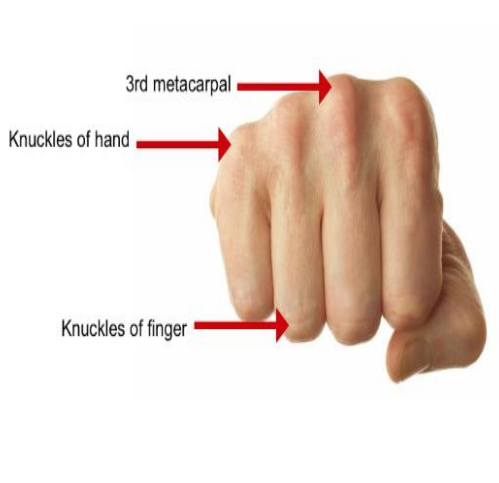 3rd metacarpal
Knuckles of hand
Knuckles of finger